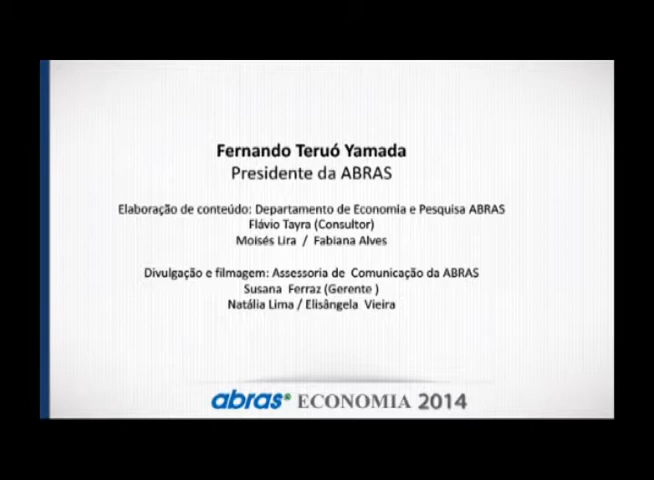 Fernando Teruó Yamada
Presidente da ABRAS
Elaboração de conteúdo: Departamento de Economia e Pesquisa ABRAS
Flávio Tayra (Consultor)
Moisés Lira / Fabiana Alves
Divulgação e filmagem: Assessoria de Comunicação da ABRAS
Susana Ferraz (Gerente )
Natália Lima / Elisângela Vieira
abras® ECONOMIA 2014